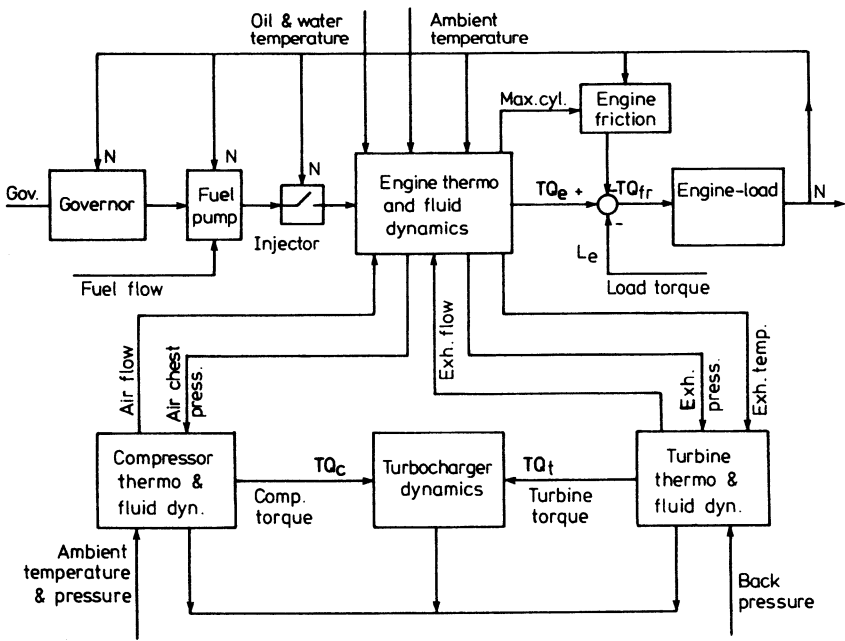 Oil & water
temperature
Ambient
temperature
Max.cyl.
Engine
friction
N
N
N
Gov.
Governor
Fuel
pump
Injector
Engine thermo
and fluid
dynamics
TQe +
-
TQfr
Engine-load
N
-
Le
Fuel flow
Load torque
Air flow
Air chest
press.
Exh. flow
Exh.
press.
Exh. temp.
Compressor
thermo &
fluid dyn.
TQc
Comp.
torque
Turbocharger
dynamics
TQt
Turbine
torque
Turbine
thermo &
fluid dyn.
Ambient
temperature
& pressure
Back
pressure